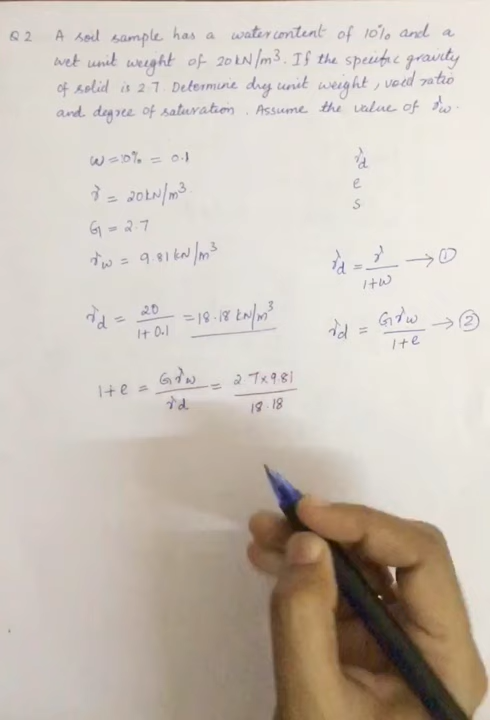 Q2 A soil sample has a water content of 10% and a
wet unit weight of 20kN/m³. If the specific gravity
of solid is 2.7. Determine dry unit weight, void ratio
and degree of saturation. Assume the value of γw.
w = 10% = 0.1
γd
γ = 20kN/m³
e
G = 2.7
S
γw = 9.81 kN/m³
γd = γ/(1+w) → ①
γd = 20/(1+0.1) = 18.18 kN/m³
γd = Gγw/(1+e) → ②
1+e = Gγw/γd = 2.7×9.81/18.18